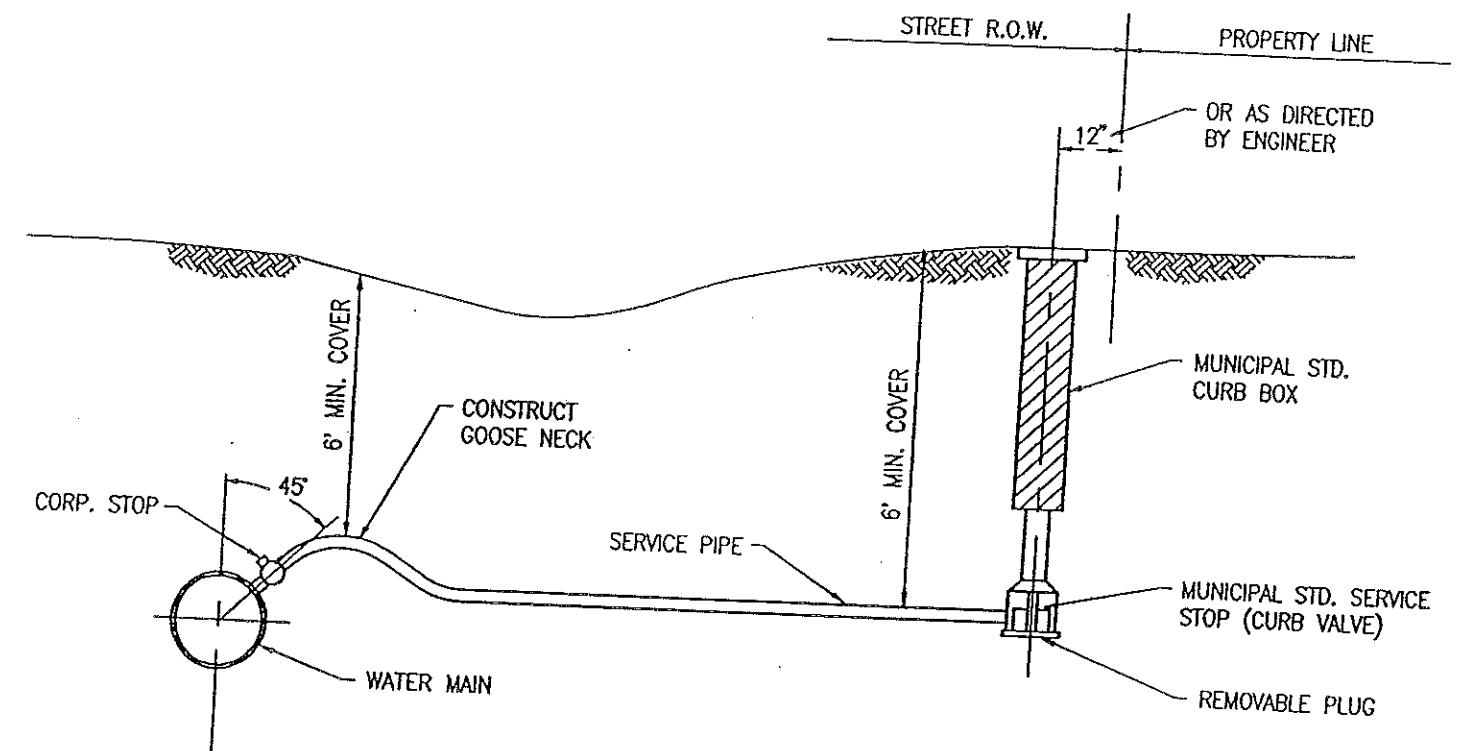 STREET R.O.W.
PROPERTY LINE
12"
OR AS DIRECTED
BY ENGINEER
6' MIN. COVER
CONSTRUCT
GOOSE NECK
45°
CORP. STOP
6' MIN. COVER
MUNICIPAL STD.
CURB BOX
SERVICE PIPE
MUNICIPAL STD. SERVICE
STOP (CURB VALVE)
WATER MAIN
REMOVABLE PLUG